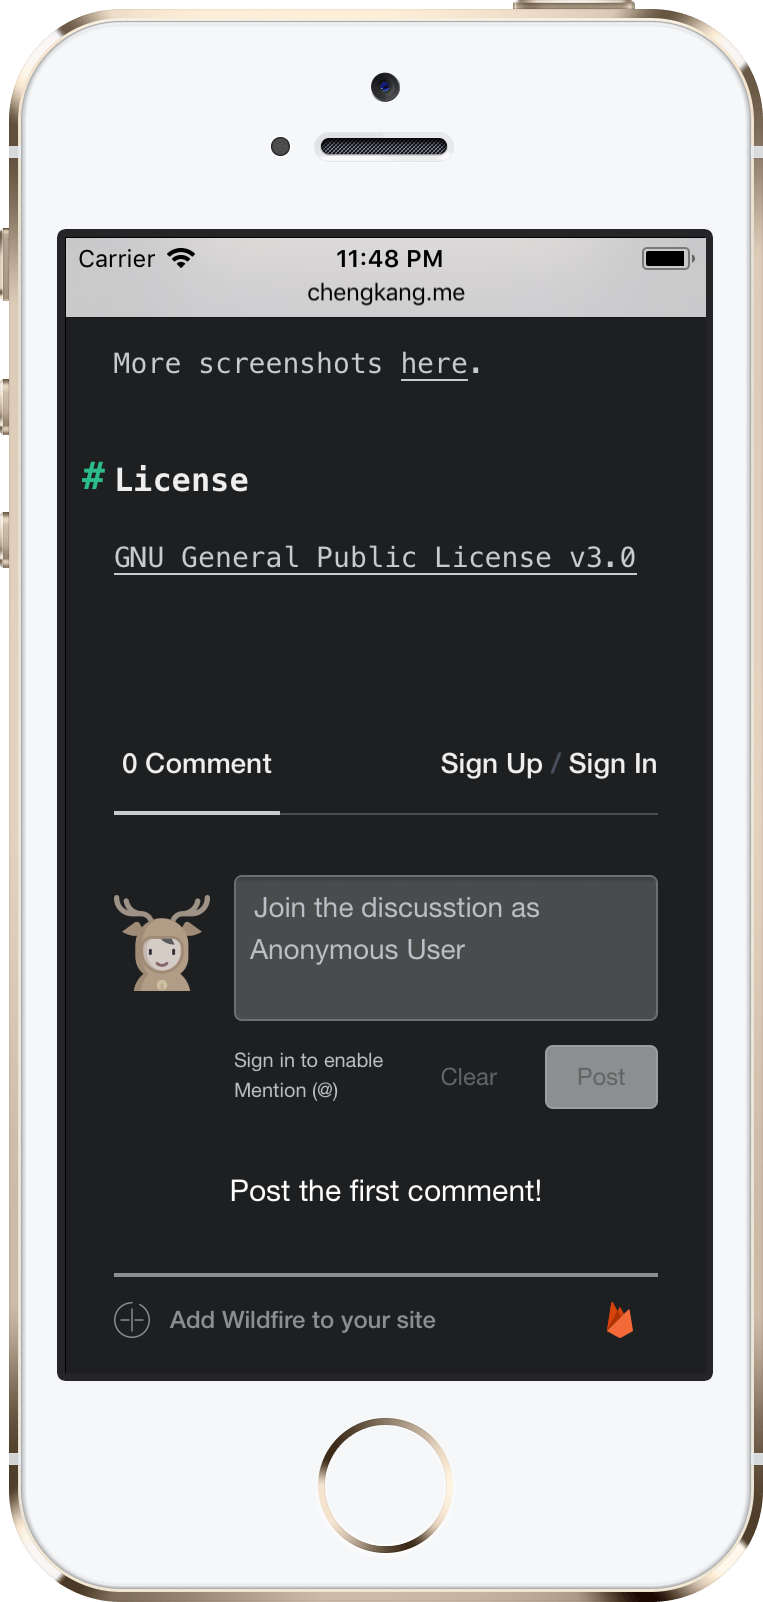 Carrier 11:48 PM
chengkang.me
More screenshots here.
# License
GNU General Public License v3.0
0 Comment Sign Up / Sign In
Join the discusstion as
Anonymous User
Sign in to enable
Mention (@)
Clear Post
Post the first comment!
Add Wildfire to your site